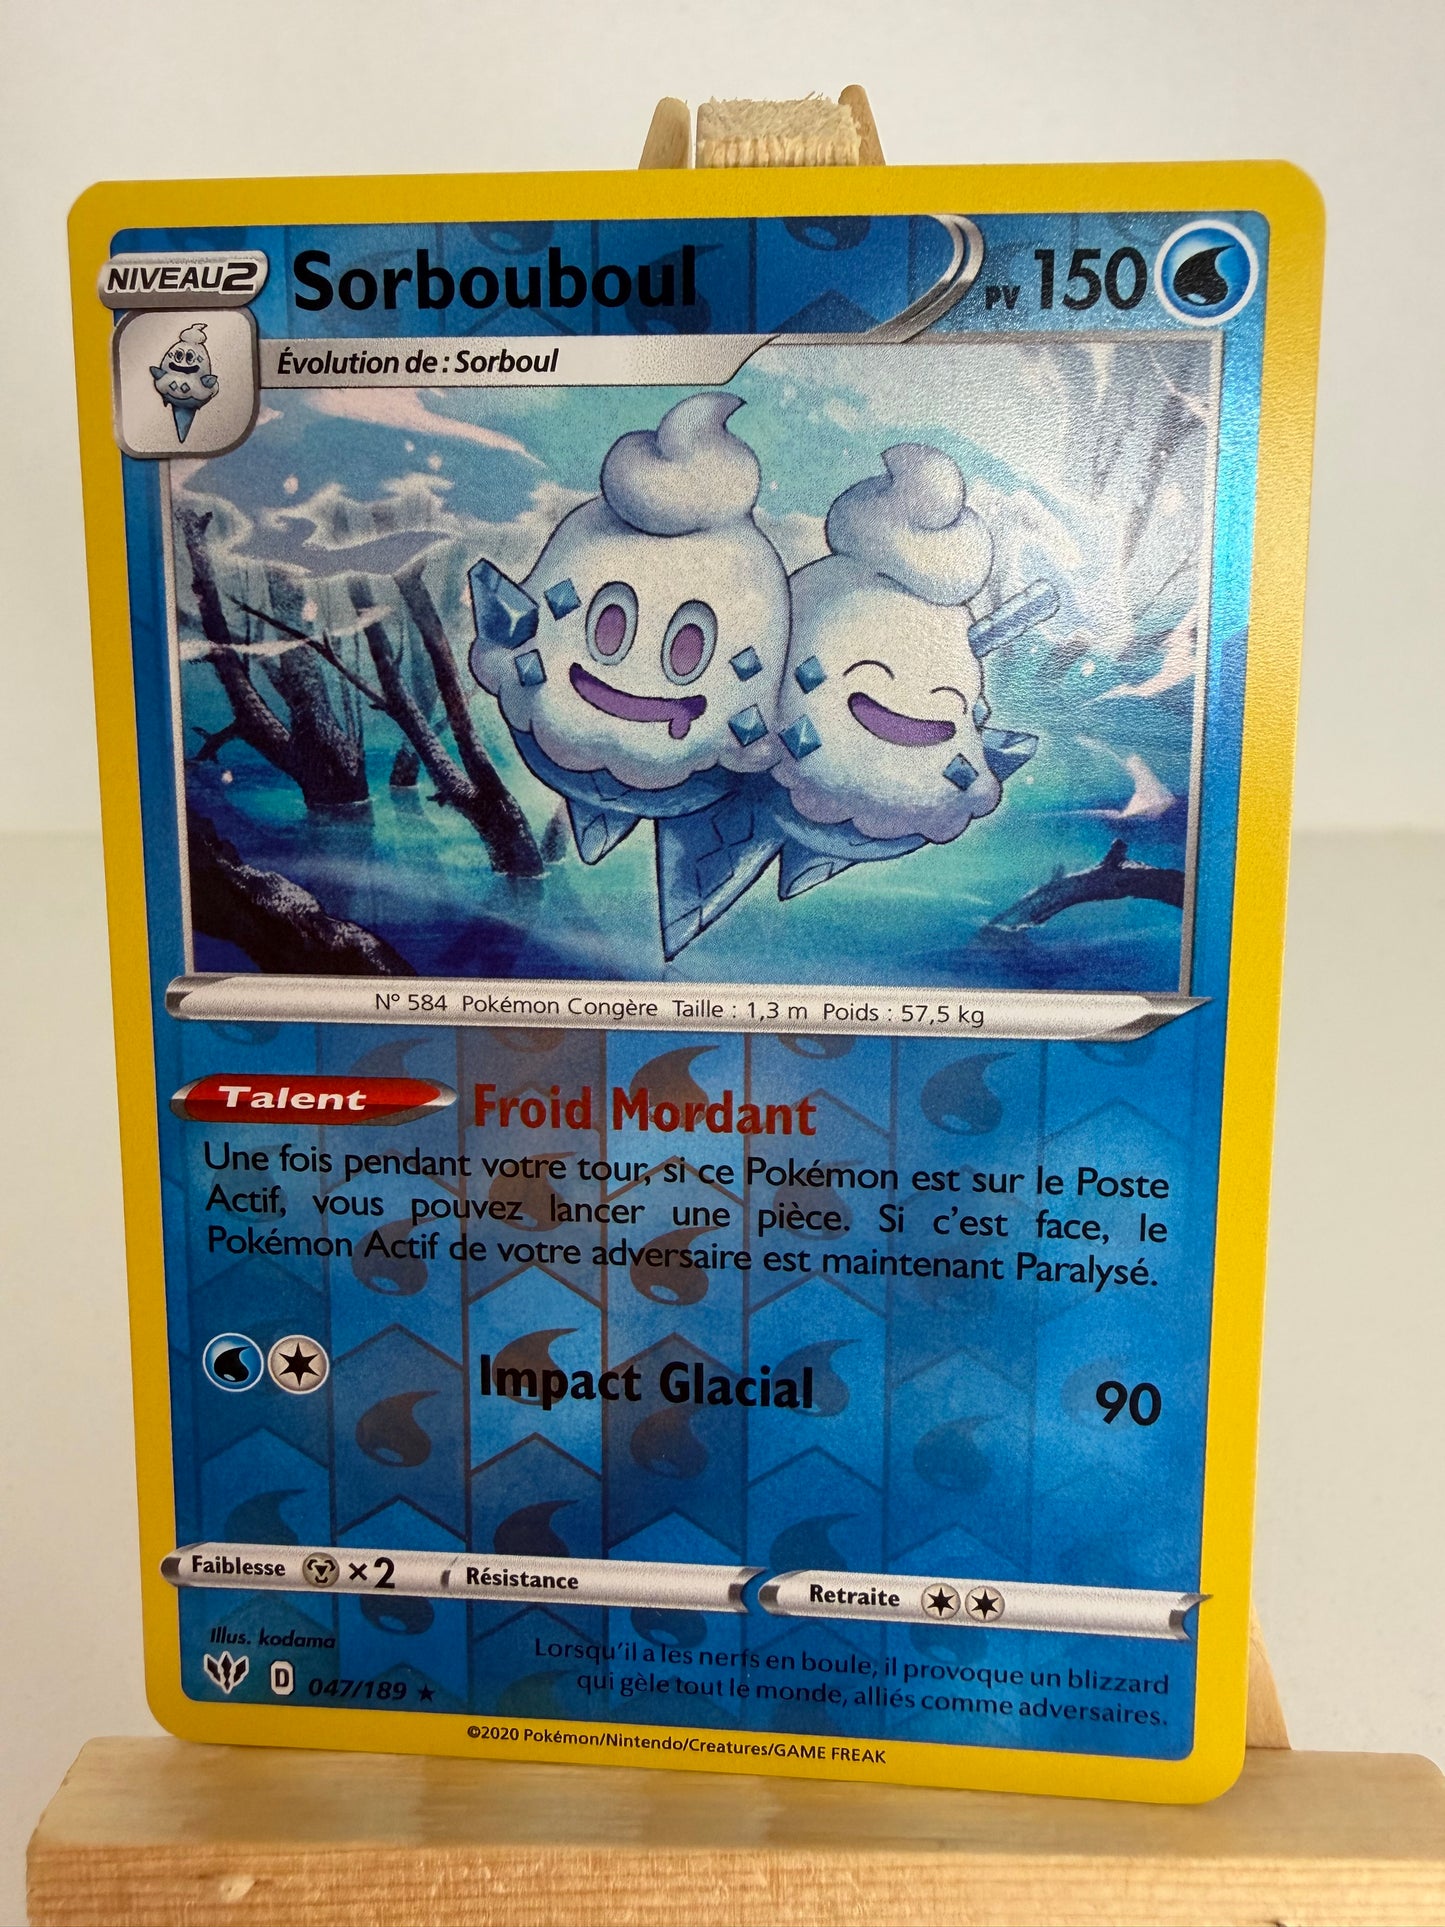 NIVEAU2
Sorbouboul
PV 150
Évolution de : Sorboul
N° 584 Pokémon Congère Taille : 1,3 m Poids : 57,5 kg
Talent Froid Mordant
Une fois pendant votre tour, si ce Pokémon est sur le Poste
Actif, vous pouvez lancer une pièce. Si c'est face, le
Pokémon Actif de votre adversaire est maintenant Paralysé.
Impact Glacial 90
Faiblesse ×2 Résistance Retraite
Illus. kodama
Lorsqu'il a les nerfs en boule, il provoque un blizzard
qui gèle tout le monde, alliés comme adversaires.
D 047/189 ★
©2020 Pokémon/Nintendo/Creatures/GAME FREAK